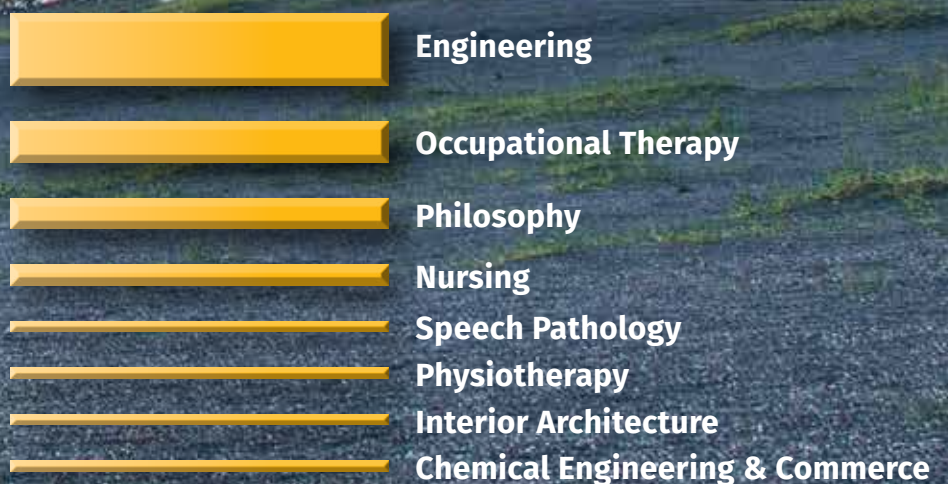 Engineering
Occupational Therapy
Philosophy
Nursing
Speech Pathology
Physiotherapy
Interior Architecture
Chemical Engineering & Commerce